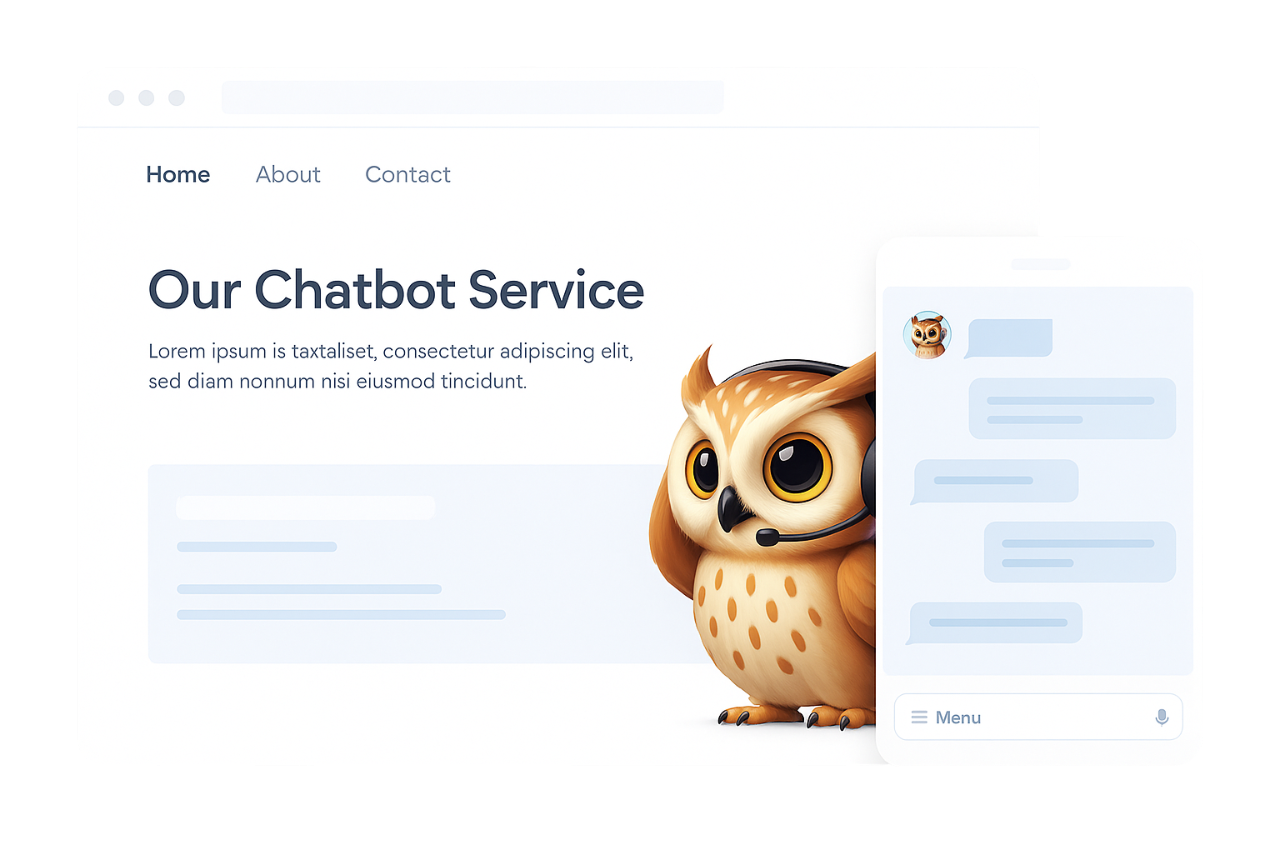 Home
About
Contact
Our Chatbot Service
Lorem ipsum is taxtaliset, consectetur adipiscing elit,
sed diam nonnum nisi eiusmod tincidunt.
Menu